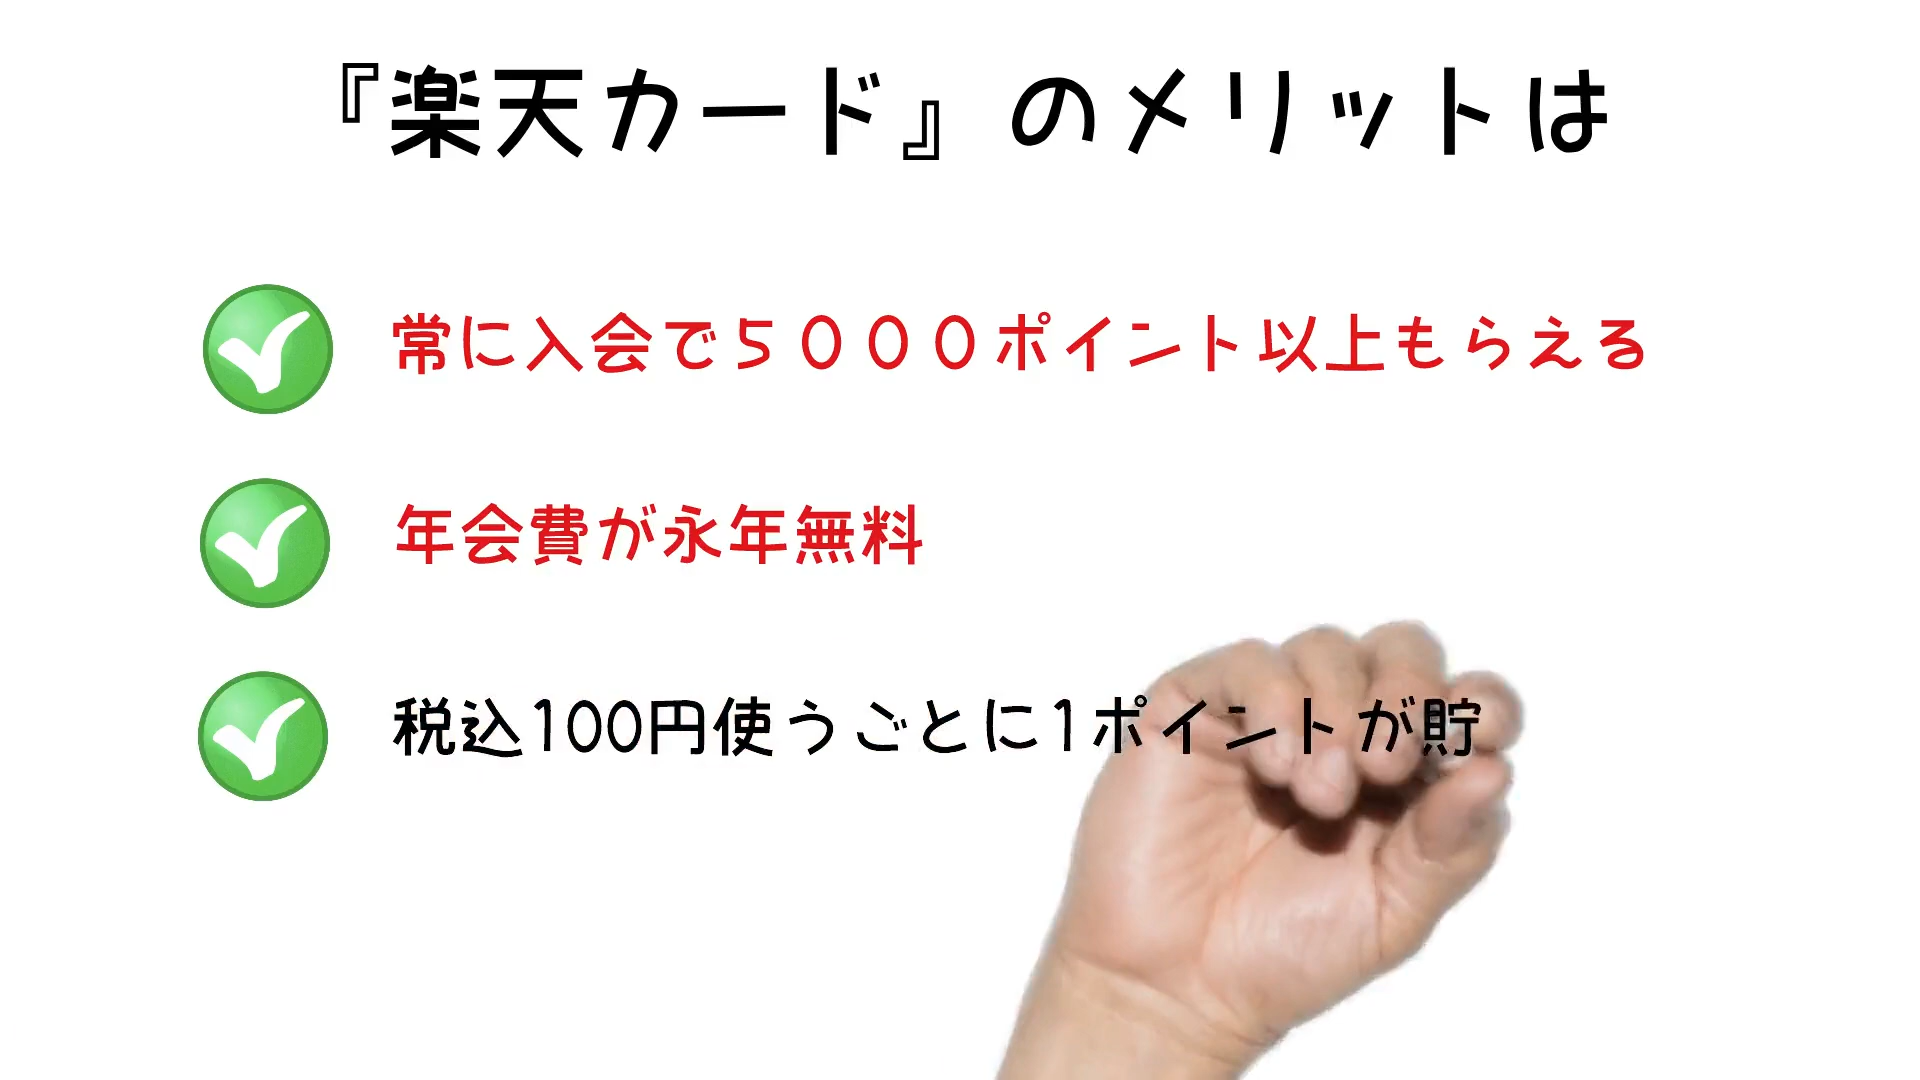 『楽天カード』のメリットは
常に入会で５０００ポイント以上もらえる
年会費が永年無料
税込100円使うごとに1ポイントが貯